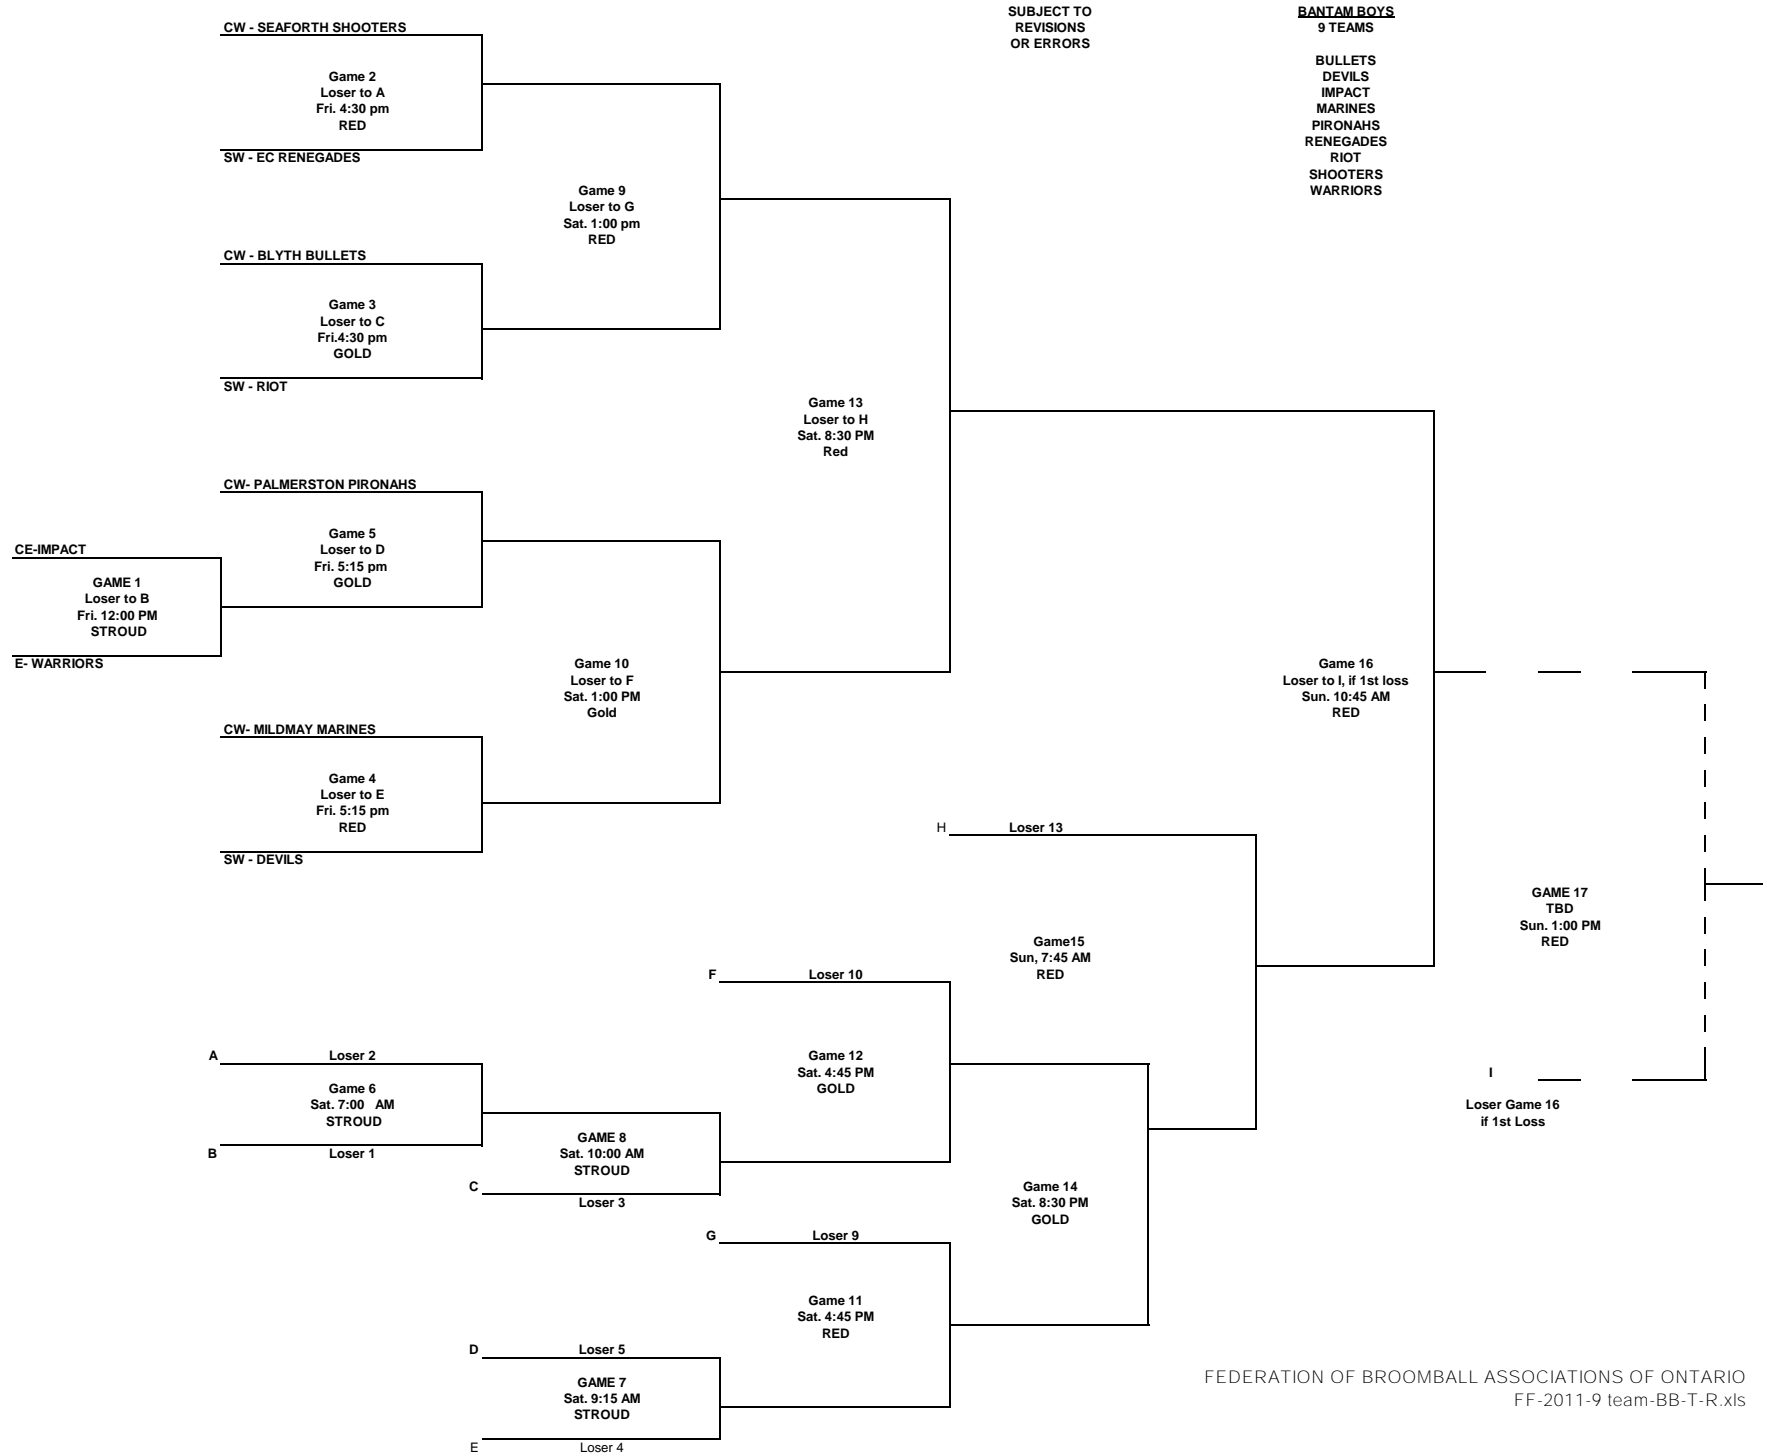 SUBJECT TO
REVISIONS
OR ERRORS
BANTAM BOYS
9 TEAMS
BULLETS
DEVILS
IMPACT
MARINES
PIRONAHS
RENEGADES
RIOT
SHOOTERS
WARRIORS
CW - SEAFORTH SHOOTERS
Game 2
Loser to A
Fri. 4:30 pm
RED
SW - EC RENEGADES
Game 9
Loser to G
Sat. 1:00 pm
RED
CW - BLYTH BULLETS
Game 3
Loser to C
Fri.4:30 pm
GOLD
SW - RIOT
Game 13
Loser to H
Sat. 8:30 PM
Red
CW- PALMERSTON PIRONAHS
Game 5
Loser to D
Fri. 5:15 pm
GOLD
CE-IMPACT
GAME 1
Loser to B
Fri. 12:00 PM
STROUD
E- WARRIORS
Game 10
Loser to F
Sat. 1:00 PM
Gold
Game 16
Loser to I, if 1st loss
Sun. 10:45 AM
RED
CW- MILDMAY MARINES
Game 4
Loser to E
Fri. 5:15 pm
RED
SW - DEVILS
H Loser 13
GAME 17
TBD
Sun. 1:00 PM
RED
Game15
Sun, 7:45 AM
RED
F Loser 10
Game 12
Sat. 4:45 PM
GOLD
A Loser 2
Game 6
Sat. 7:00 AM
STROUD
B Loser 1
GAME 8
Sat. 10:00 AM
STROUD
C
Loser 3
I
Loser Game 16
if 1st Loss
Game 14
Sat. 8:30 PM
GOLD
G Loser 9
Game 11
Sat. 4:45 PM
RED
D Loser 5
GAME 7
Sat. 9:15 AM
STROUD
E Loser 4
FEDERATION OF BROOMBALL ASSOCIATIONS OF ONTARIO
FF-2011-9 team-BB-T-R.xls